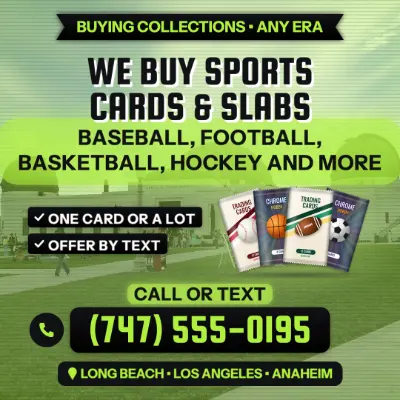 BUYING COLLECTIONS • ANY ERA
WE BUY SPORTS
CARDS & SLABS
BASEBALL, FOOTBALL,
BASKETBALL, HOCKEY AND MORE
TRADING
CARDS
CHROME
TRADING
CARDS
CHROME
✓ ONE CARD OR A LOT
✓ OFFER BY TEXT
CALL OR TEXT
(747) 555-0195
LONG BEACH • LOS ANGELES • ANAHEIM